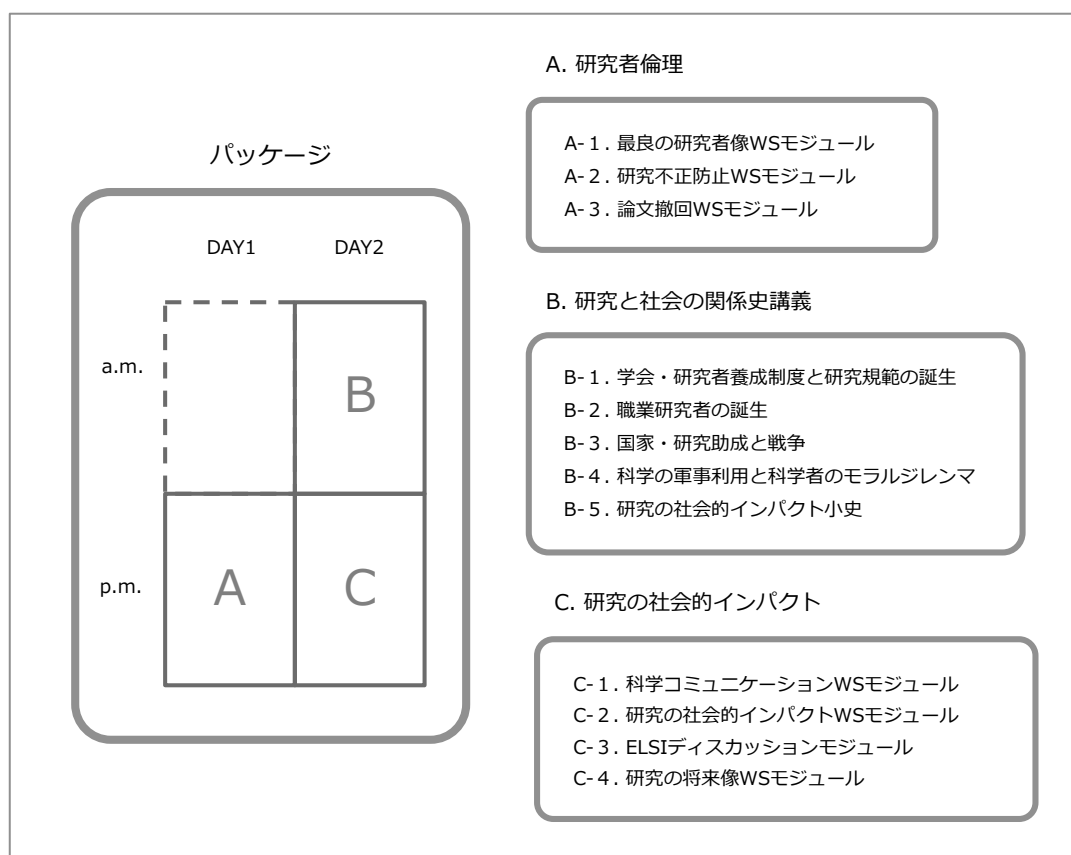 パッケージ
DAY1 DAY2
a.m.
B
p.m.
A C
A. 研究者倫理
A-１. 最良の研究者像WSモジュール
A-２. 研究不正防止WSモジュール
A-３. 論文撤回WSモジュール
B. 研究と社会の関係史講義
B-１. 学会・研究者養成制度と研究規範の誕生
B-２. 職業研究者の誕生
B-３. 国家・研究助成と戦争
B-４. 科学の軍事利用と科学者のモラルジレンマ
B-５. 研究の社会的インパクト小史
C. 研究の社会的インパクト
C-１. 科学コミュニケーションWSモジュール
C-２. 研究の社会的インパクトWSモジュール
C-３. ELSIディスカッションモジュール
C-４. 研究の将来像WSモジュール